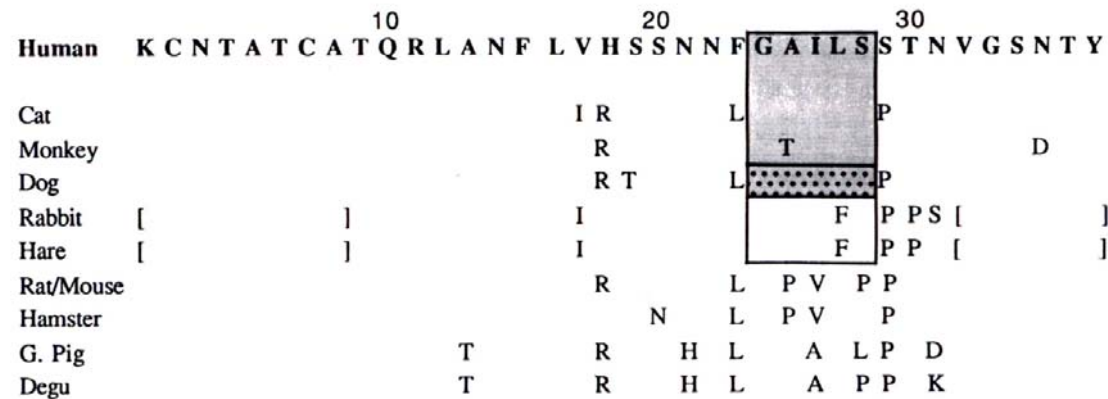 10 20 30
Human K C N T A T C A T Q R L A N F L V H S S N N F G A I L S S T N V G S N T Y
Cat I R L P
Monkey R T D
Dog R T L P
Rabbit [ ] I F P P S [ ]
Hare [ ] I F P P [ ]
Rat/Mouse R L P V P P
Hamster N L P V P
G. Pig T R H L A L P D
Degu T R H L A P P K